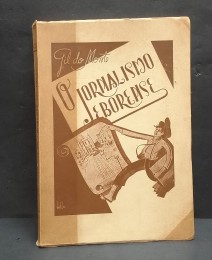 Gil do Monte
O JORNALISMO
EBORENSE